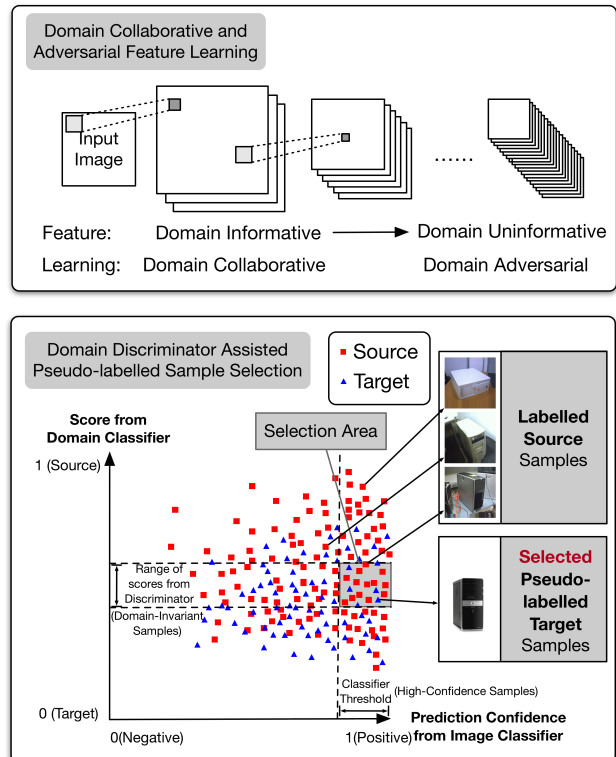 Domain Collaborative and
Adversarial Feature Learning
Input
Image
......
Feature: Domain Informative Domain Uninformative
Learning: Domain Collaborative Domain Adversarial
Domain Discriminator Assisted
Pseudo-labelled Sample Selection
Source
Target
Score from
Domain Classifier
Selection Area
1 (Source)
Labelled
Source
Samples
Range of
scores from
Discriminator
(Domain-Invariant
Samples)
Selected
Pseudo-
labelled
Target
Samples
Classifier
Threshold
(High-Confidence Samples)
0 (Target)
Prediction Confidence
from Image Classifier
0(Negative)
1(Positive)